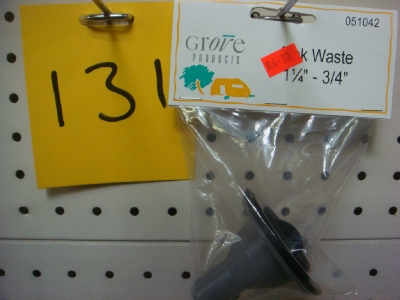 131
GROVE
PRODUCTS
051042
Waste
1¼" - 3/4"